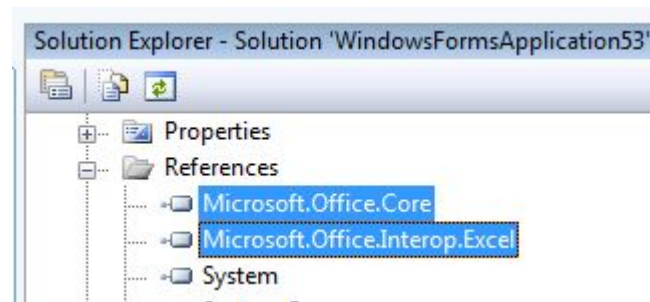 Solution Explorer - Solution 'WindowsFormsApplication53'
Properties
References
Microsoft.Office.Core
Microsoft.Office.Interop.Excel
System